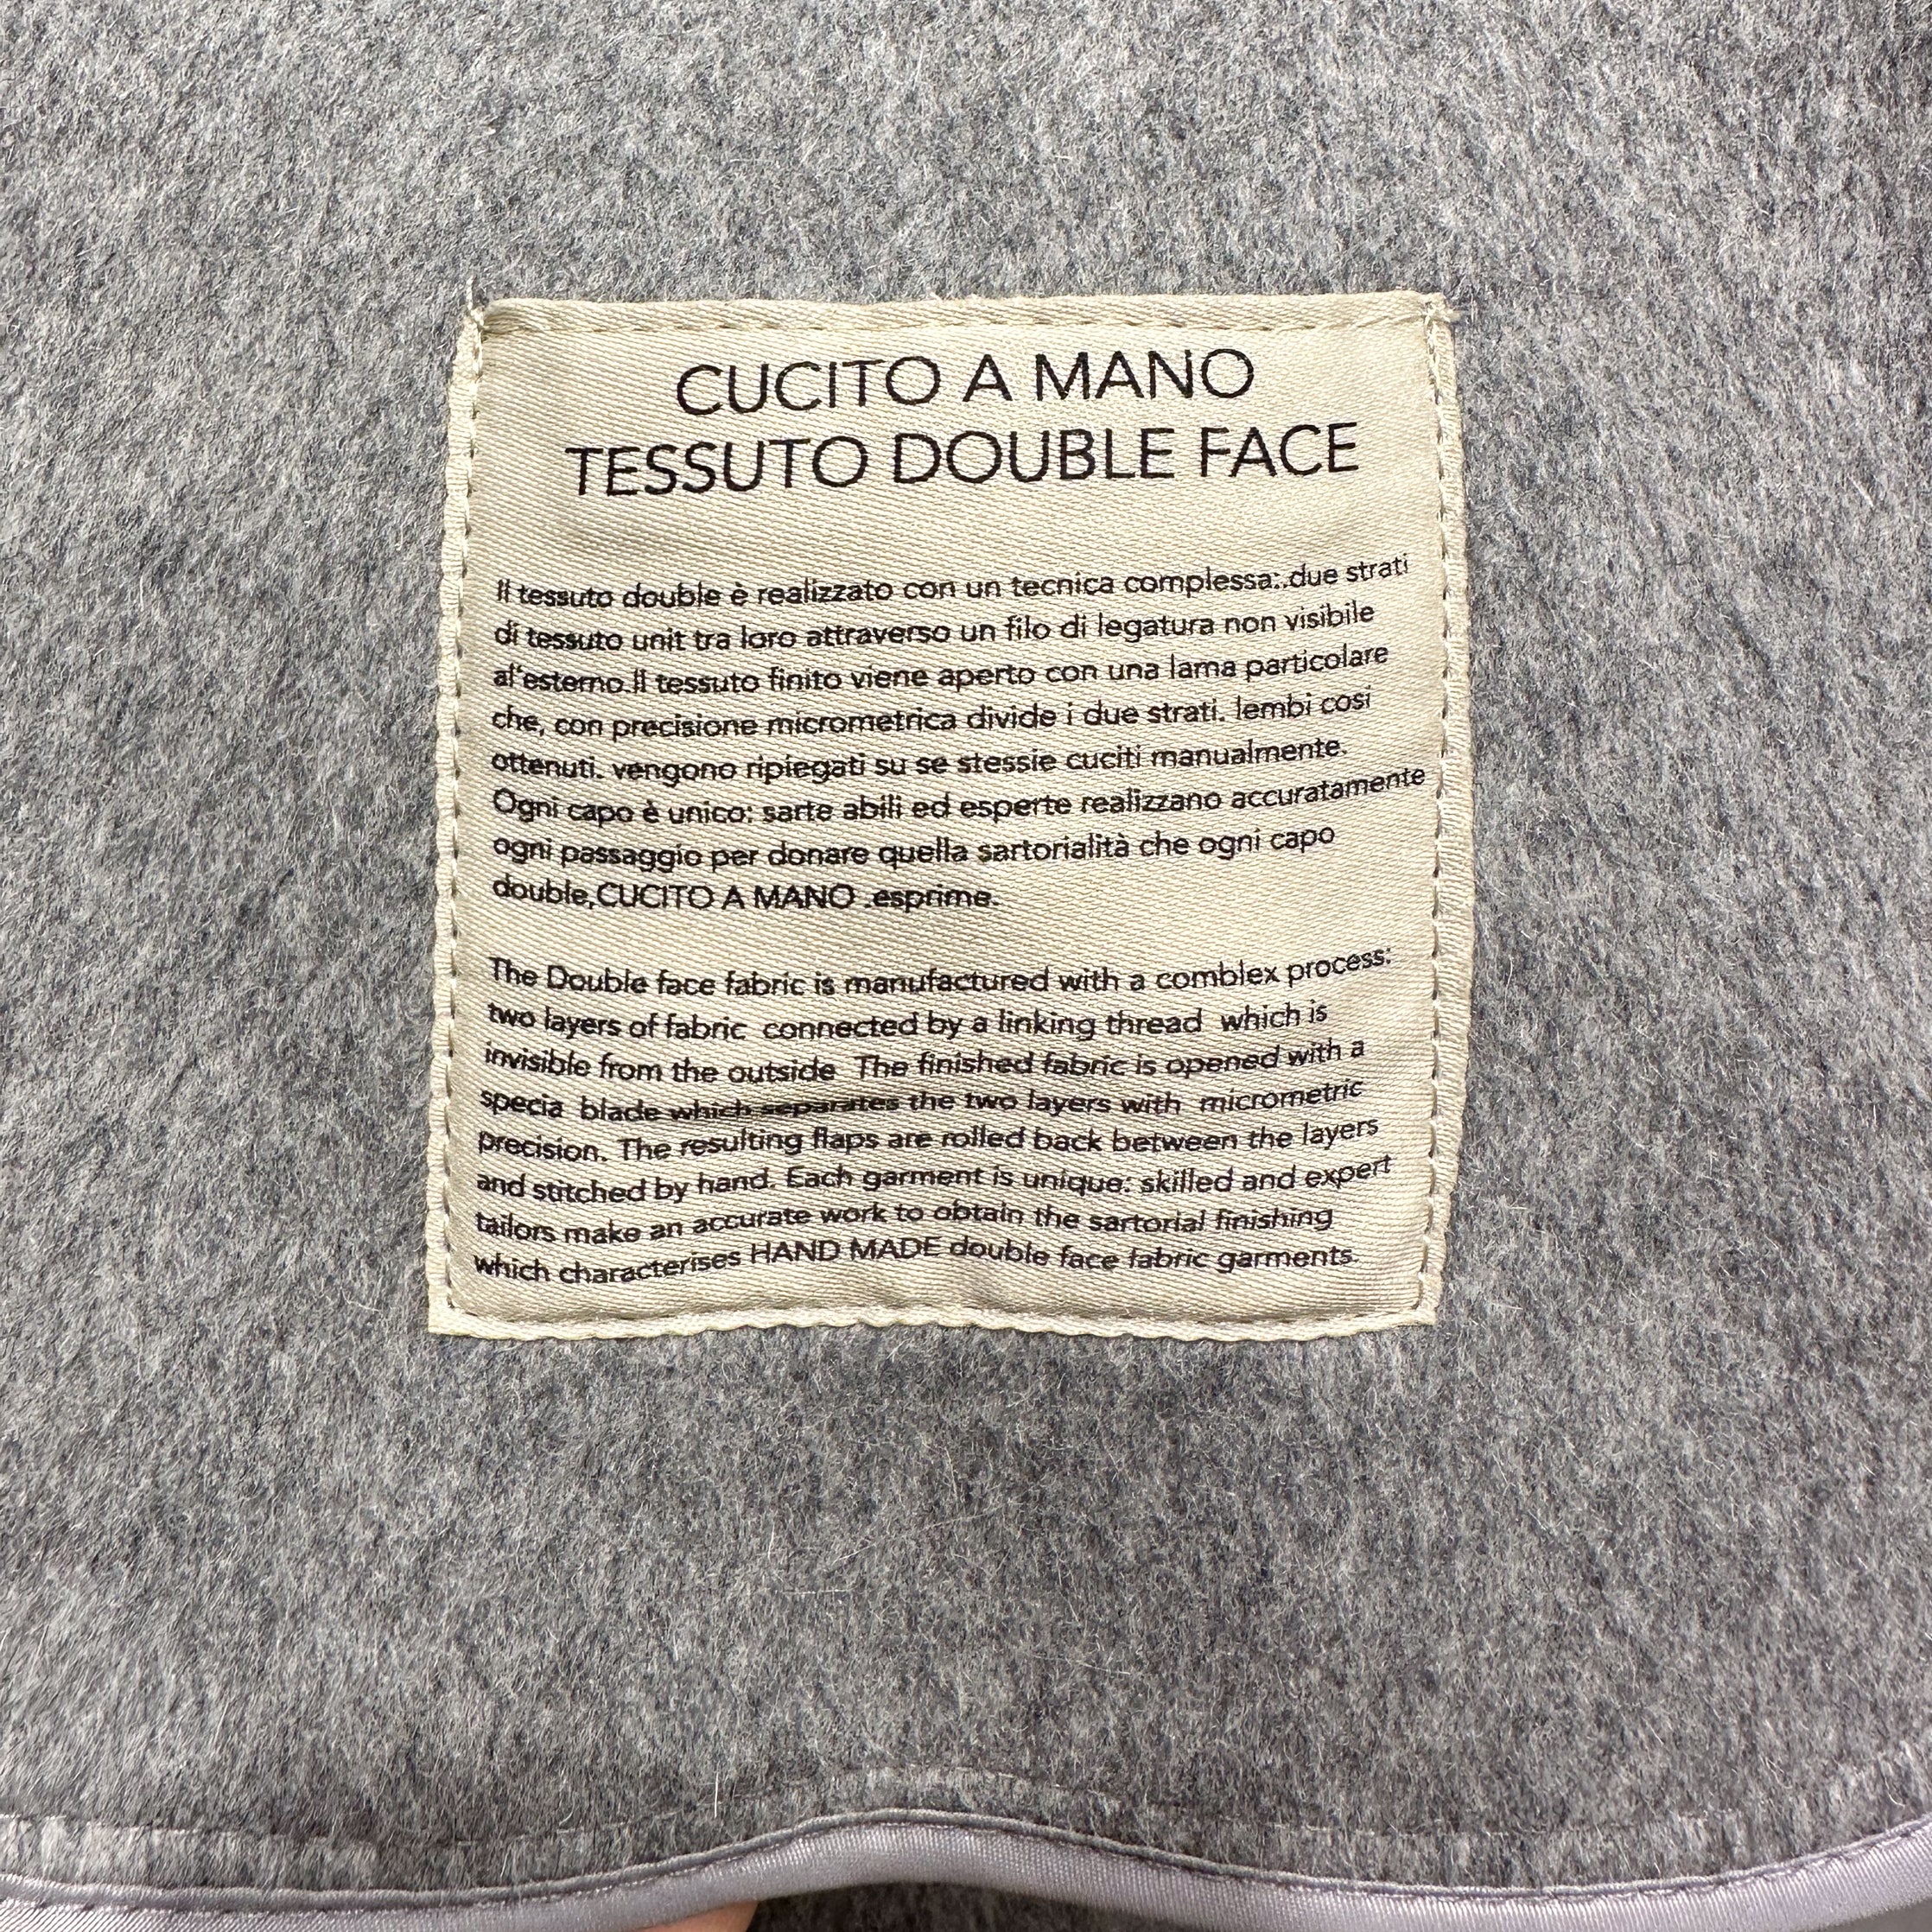 CUCITO A MANO
TESSUTO DOUBLE FACE
Il tessuto double è realizzato con un tecnica complessa:.due strati
di tessuto unit tra loro attraverso un filo di legatura non visibile
al'esterno.Il tessuto finito viene aperto con una lama particolare
che, con precisione micrometrica divide i due strati. lembi cosi
ottenuti. vengono ripiegati su se stessie cuciti manualmente.
Ogni capo è unico: sarte abili ed esperte realizzano accuratamente
ogni passaggio per donare quella sartorialità che ogni capo
double,CUCITO A MANO .esprime.
The Double face fabric is manufactured with a comblex process:
two layers of fabric connected by a linking thread which is
invisible from the outside The finished fabric is opened with a
specia blade which separates the two layers with micrometric
precision. The resulting flaps are rolled back between the layers
and stitched by hand. Each garment is unique: skilled and expert
tailors make an accurate work to obtain the sartorial finishing
which characterises HAND MADE double face fabric garments.